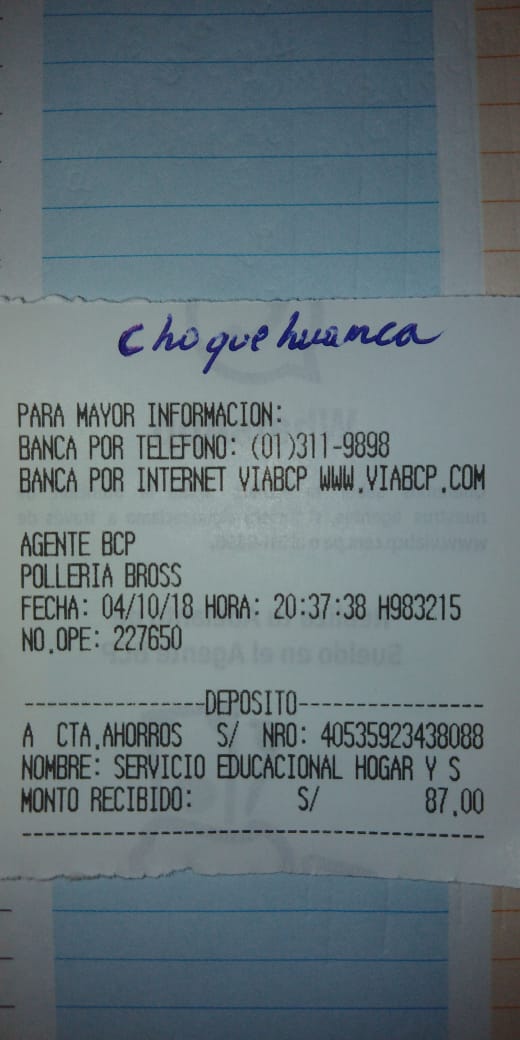 Choquehuanca
PARA MAYOR INFORMACION:
BANCA POR TELEFONO: (01)311-9898
BANCA POR INTERNET VIABCP WWW.VIABCP.COM
AGENTE BCP
POLLERIA BROSS
FECHA: 04/10/18 HORA: 20:37:38 H983215
NO.OPE: 227650
------------------DEPOSITO------------------
A CTA.AHORROS S/ NRO: 40535923438088
NOMBRE: SERVICIO EDUCACIONAL HOGAR Y S
MONTO RECIBIDO: S/ 87.00